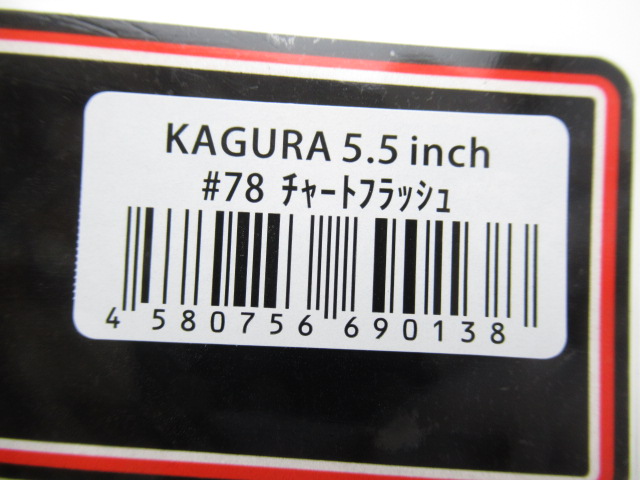 KAGURA 5.5 inch
#78 ﾁｬｰﾄﾌﾗｯｼｭ
4 580756 690138